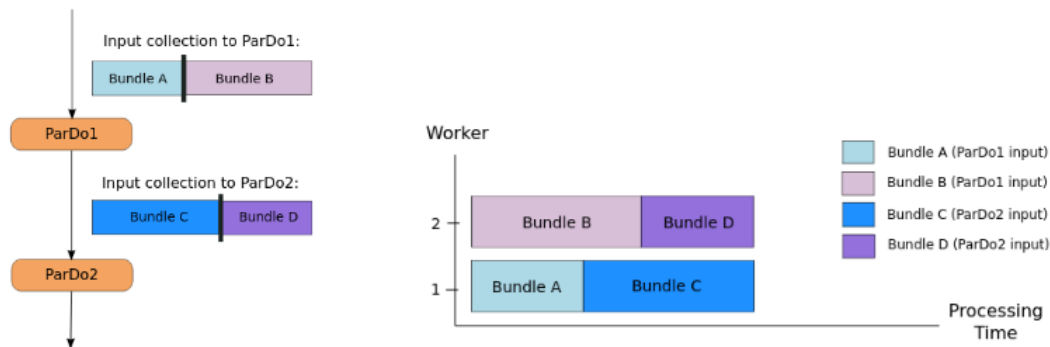 Input collection to ParDo1:
Bundle A
Bundle B
ParDo1
Input collection to ParDo2:
Bundle C
Bundle D
ParDo2
Worker
2
Bundle B
Bundle D
1
Bundle A
Bundle C
Processing
Time
Bundle A (ParDo1 input)
Bundle B (ParDo1 input)
Bundle C (ParDo2 input)
Bundle D (ParDo2 input)